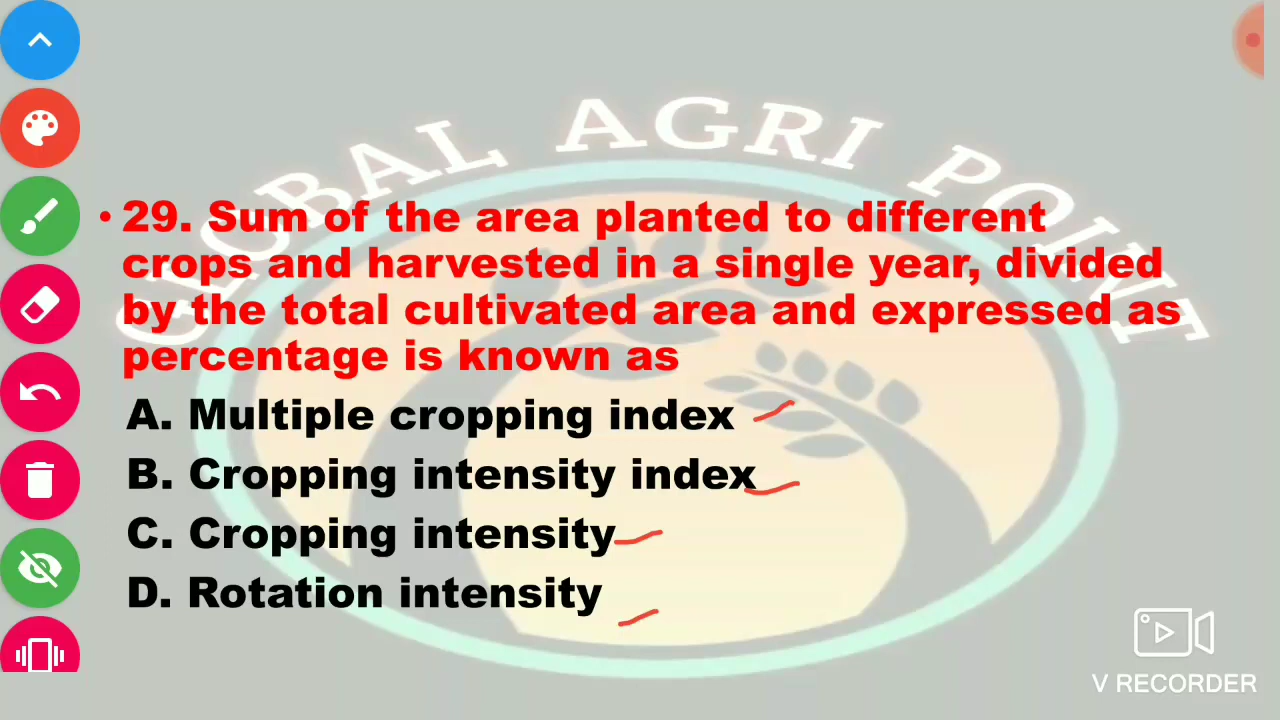 GLOBAL AGRI POINT
• 29. Sum of the area planted to different
crops and harvested in a single year, divided
by the total cultivated area and expressed as
percentage is known as
A. Multiple cropping index
B. Cropping intensity index
C. Cropping intensity
D. Rotation intensity
V RECORDER